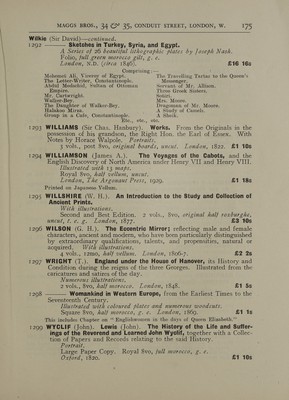 MAGGS BROS., 34 & 35, CONDUIT STREET, LONDON, W. 175
Wilkie (Sir David)—continued.
1292 ——— Sketches in Turkey, Syria, and Egypt.
A Series of 26 beautiful lithographic plates by Joseph Nash.
Folio, full green morocco gilt, g. e.
London, N.D. (circa 1846). £16 16s
Comprising:—
Mehemet Ali, Viceroy of Egypt.
The Letter-Writer, Constantinople.
Abdul Medschid, Sultan of Ottoman
Empire.
Mr. Cartwright.
Walker-Bey.
The Daughter of Walker-Bey.
Halakoo Mirza.
Group in a Cafe, Constantinople.
The Travelling Tartar to the Queen's
Messenger.
Servant of Mr. Allison.
Three Greek Sisters.
Sotiri.
Mrs. Moore.
Dragoman of Mr. Moore.
A Study of Camels.
A Sheik.
Etc., etc., etc.
1293 WILLIAMS (Sir Chas. Hanbury). Works. From the Originals in the
possession of his grandson, the Right Hon. the Earl of Essex. With
Notes by Horace Walpole. Portraits.
3 vols., post 8vo, original boards, uncut. London, 1822. £1 10s
1294 WILLIAMSON (James A.). The Voyages of the Cabots, and the
English Discovery of North America under Henry VII and Henry VIII.
Illustrated with 13 maps.
Royal 8vo, half vellum, uncut.
London, The Argonaut Press, 1929. £1 18s
Printed on Japanese Vellum.
1295 WILLSHIRE (W. H.). An Introduction to the Study and Collection of
Ancient Prints.
With illustrations.
Second and Best Edition. 2 vols., 8vo, original half roxburghe,
uncut, t. e. g. London, 1877. £3 10s
1296 WILSON (G. H.). The Eccentric Mirror; reflecting male and female
characters, ancient and modern, who have been particularly distinguished
by extraordinary qualifications, talents, and propensities, natural or
acquired. With illustrations.
4 vols., 12mo, half vellum. London, 1806-7. £2 2s
1297 WRIGHT (T.). England under the House of Hanover, its History and
Condition during the reigns of the three Georges. Illustrated from the
caricatures and satires of the day.
Numerous illustrations.
2 vols., 8vo, half morocco. London, 1848. £1 5s
1298 ——— Womankind in Western Europe, from the Earliest Times to the
Seventeenth Century.
Illustrated with coloured plates and numerous woodcuts.
Square 8vo, half morocco, g. e. London, 1869. £1 1s
This includes Chapter on "Englishwomen in the days of Queen Elizabeth."
1299 WYCLIF (John). Lewis (John). The History of the Life and Suffer-
ings of the Reverend and Learned John Wyclif, together with a Collec-
tion of Papers and Records relating to the said History.
Portrait.
Large Paper Copy. Royal 8vo, full morocco, g. e.
Oxford, 1820. £1 10s